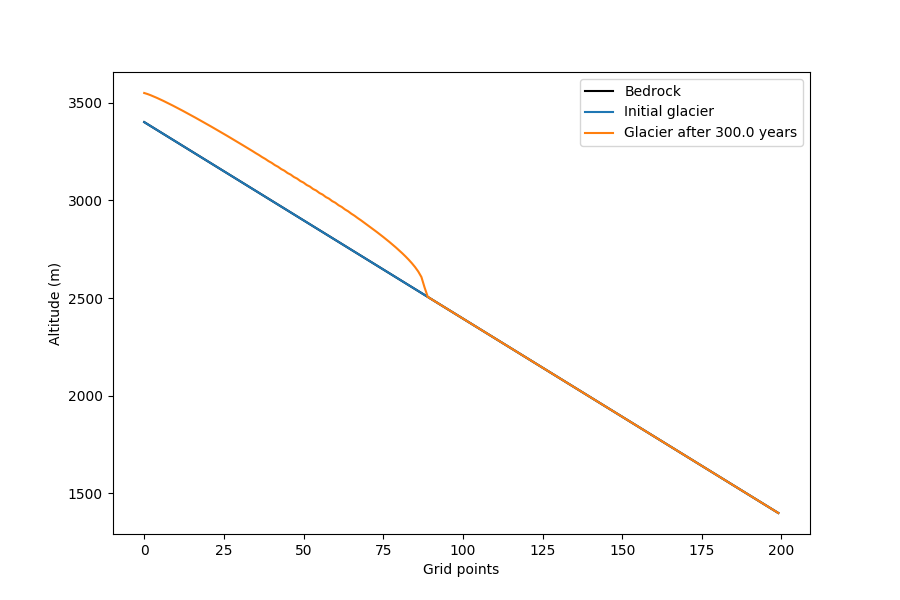 Bedrock
Initial glacier
Glacier after 300.0 years
3500
3000
2500
2000
1500
Altitude (m)
0 25 50 75 100 125 150 175 200
Grid points